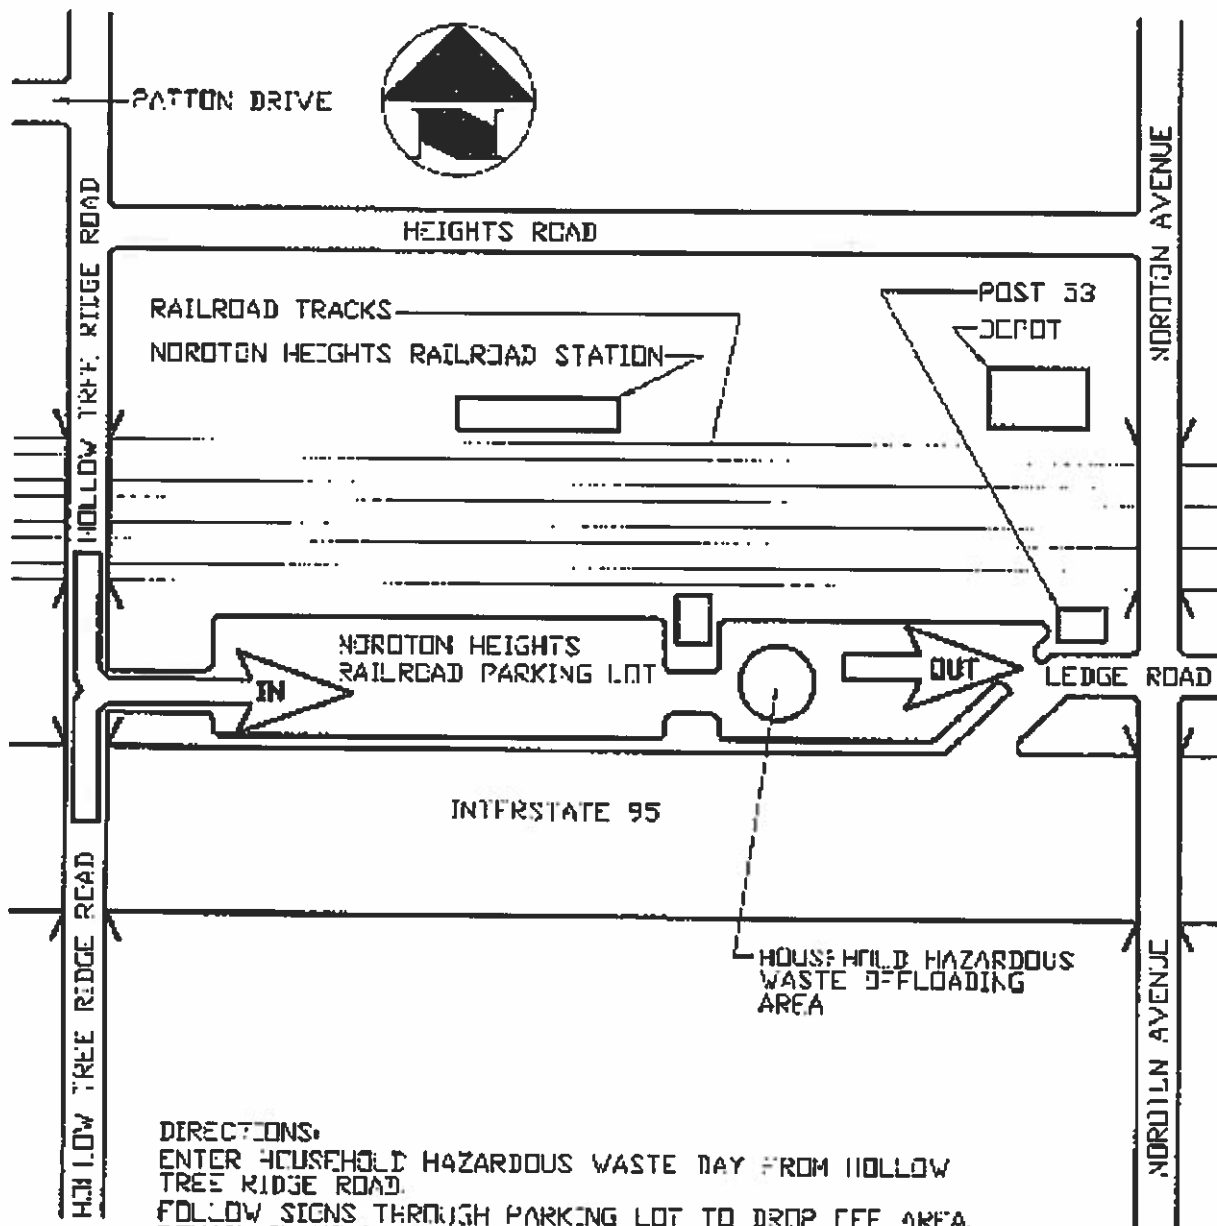 PATTON DRIVE
N
HOLLOW TREE RIDGE ROAD
NOROTON AVENUE
HEIGHTS ROAD
RAILROAD TRACKS
POST 53
DEPOT
NOROTON HEIGHTS RAILROAD STATION
NOROTON HEIGHTS
RAILROAD PARKING LOT
IN
OUT
LEDGE ROAD
INTERSTATE 95
HOLLOW TREE RIDGE ROAD
NOROTON AVENUE
HOUSEHOLD HAZARDOUS
WASTE OFFLOADING
AREA
DIRECTIONS:
ENTER HOUSEHOLD HAZARDOUS WASTE DAY FROM HOLLOW
TREE RIDGE ROAD.
FOLLOW SIGNS THROUGH PARKING LOT TO DROP OFF AREA